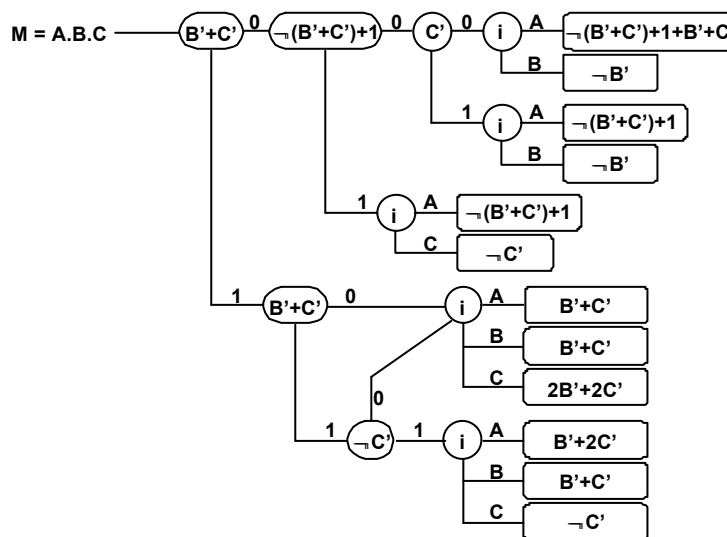 M = A.B.C B'+C' 0 ¬(B'+C')+1 0 C' 0 i A ¬(B'+C')+1+B'+C
B ¬B'
1 i A ¬(B'+C')+1
B ¬B'
1 i A ¬(B'+C')+1
C ¬C'
1 B'+C' 0 i A B'+C'
B B'+C'
C 2B'+2C'
0
1 ¬C' 1 i A B'+2C'
B B'+C'
C ¬C'